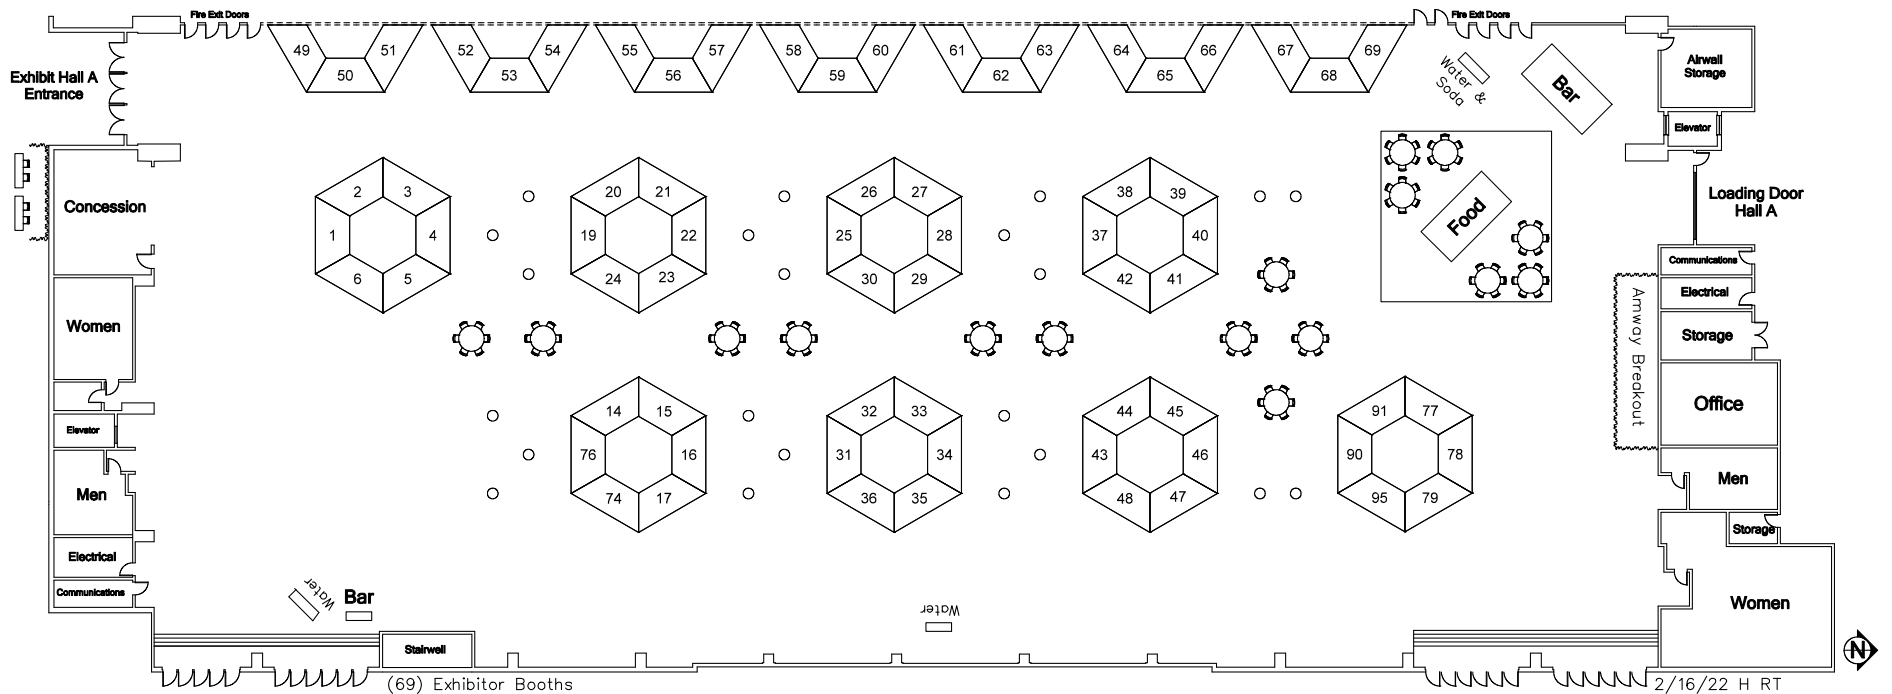 Fire Exit Doors
Fire Exit Doors
49 51 52 54 55 57 58 60 61 63 64 66 67 69
50 53 56 59 62 65 68
Exhibit Hall A
Entrance
Water &
Soda
Bar
Airwall
Storage
Elevator
Concession
2 3 20 21 26 27 38 39
1 4 19 22 25 28 37 40
6 5 24 23 30 29 42 41
Food
Loading Door
Hall A
Communications
Electrical
Storage
Amway Breakout
Office
Men
Storage
Women
Women
Elevator
Men
Electrical
Communications
14 15 32 33 44 45 91 77
76 16 31 34 43 46 90 78
74 17 36 35 48 47 95 79
Water
Bar
Water
Stairwell
N
(69) Exhibitor Booths
2/16/22 H RT